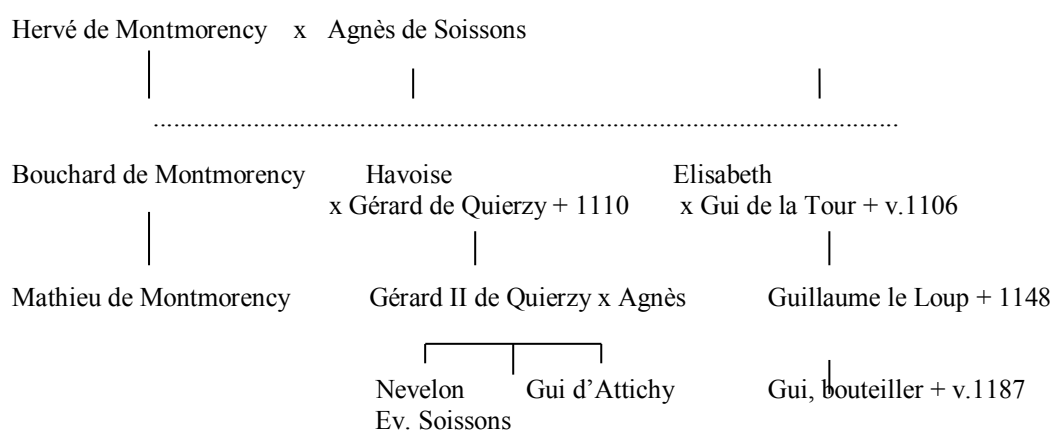 Hervé de Montmorency x Agnès de Soissons
Bouchard de Montmorency Havoise Elisabeth
x Gérard de Quierzy + 1110 x Gui de la Tour + v.1106
Mathieu de Montmorency Gérard II de Quierzy x Agnès Guillaume le Loup + 1148
Nevelon Gui d’Attichy Gui, bouteiller + v.1187
Ev. Soissons